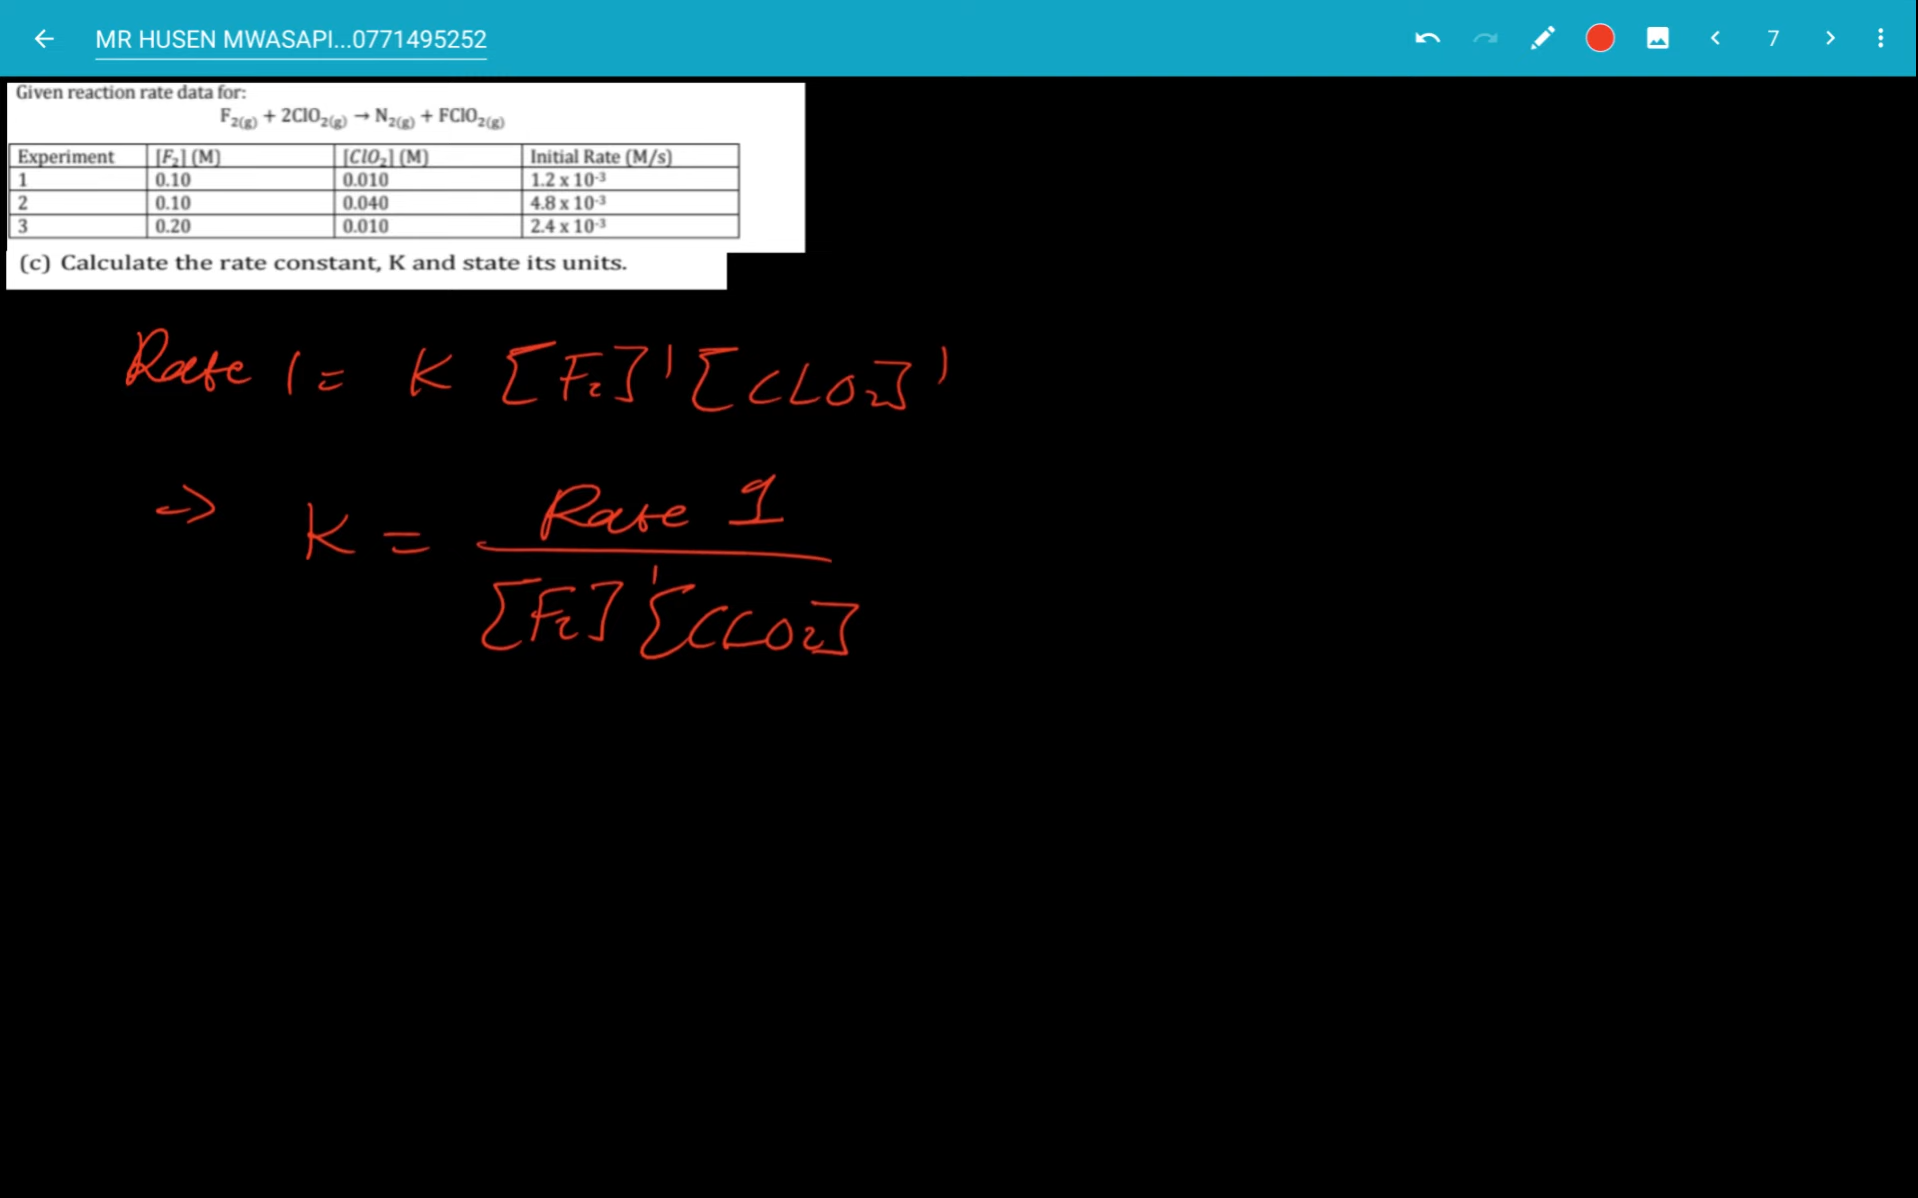 MR HUSEN MWASAPI...0771495252
7
Given reaction rate data for:
F₂(g) + 2ClO₂(g) → N₂(g) + FClO₂(g)
Experiment [F₂] (M) [ClO₂] (M) Initial Rate (M/s)
1 0.10 0.010 1.2 x 10⁻³
2 0.10 0.040 4.8 x 10⁻³
3 0.20 0.010 2.4 x 10⁻³
(c) Calculate the rate constant, K and state its units.
Rate 1 = K [F₂]¹ [CLO₂]¹
=> K = Rate 1
[F₂]¹ [CLO₂]